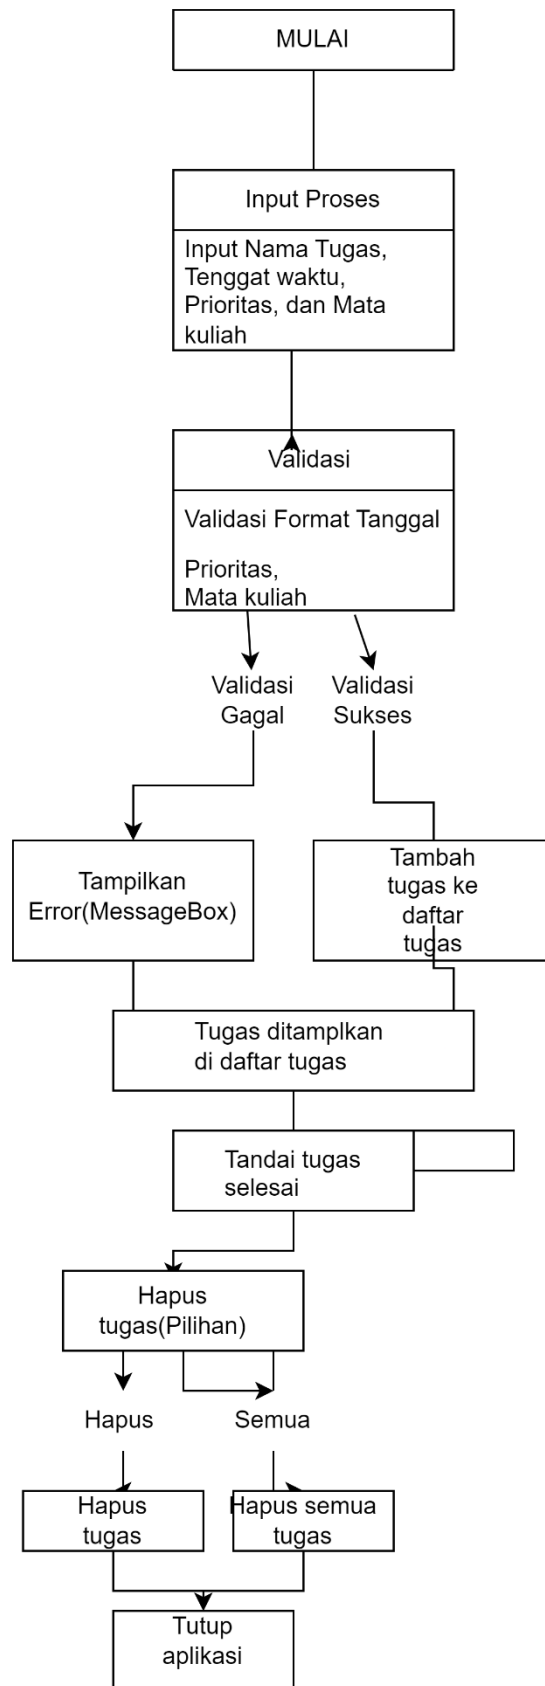 MULAI
Input Proses
Input Nama Tugas,
Tenggat waktu,
Prioritas, dan Mata
kuliah
Validasi
Validasi Format Tanggal
Prioritas,
Mata kuliah
Validasi
Gagal
Validasi
Sukses
Tampilkan
Error(MessageBox)
Tambah
tugas ke
daftar
tugas
Tugas ditamplkan
di daftar tugas
Tandai tugas
selesai
Hapus
tugas(Pilihan)
Hapus
Semua
Hapus
tugas
Hapus semua
tugas
Tutup
aplikasi